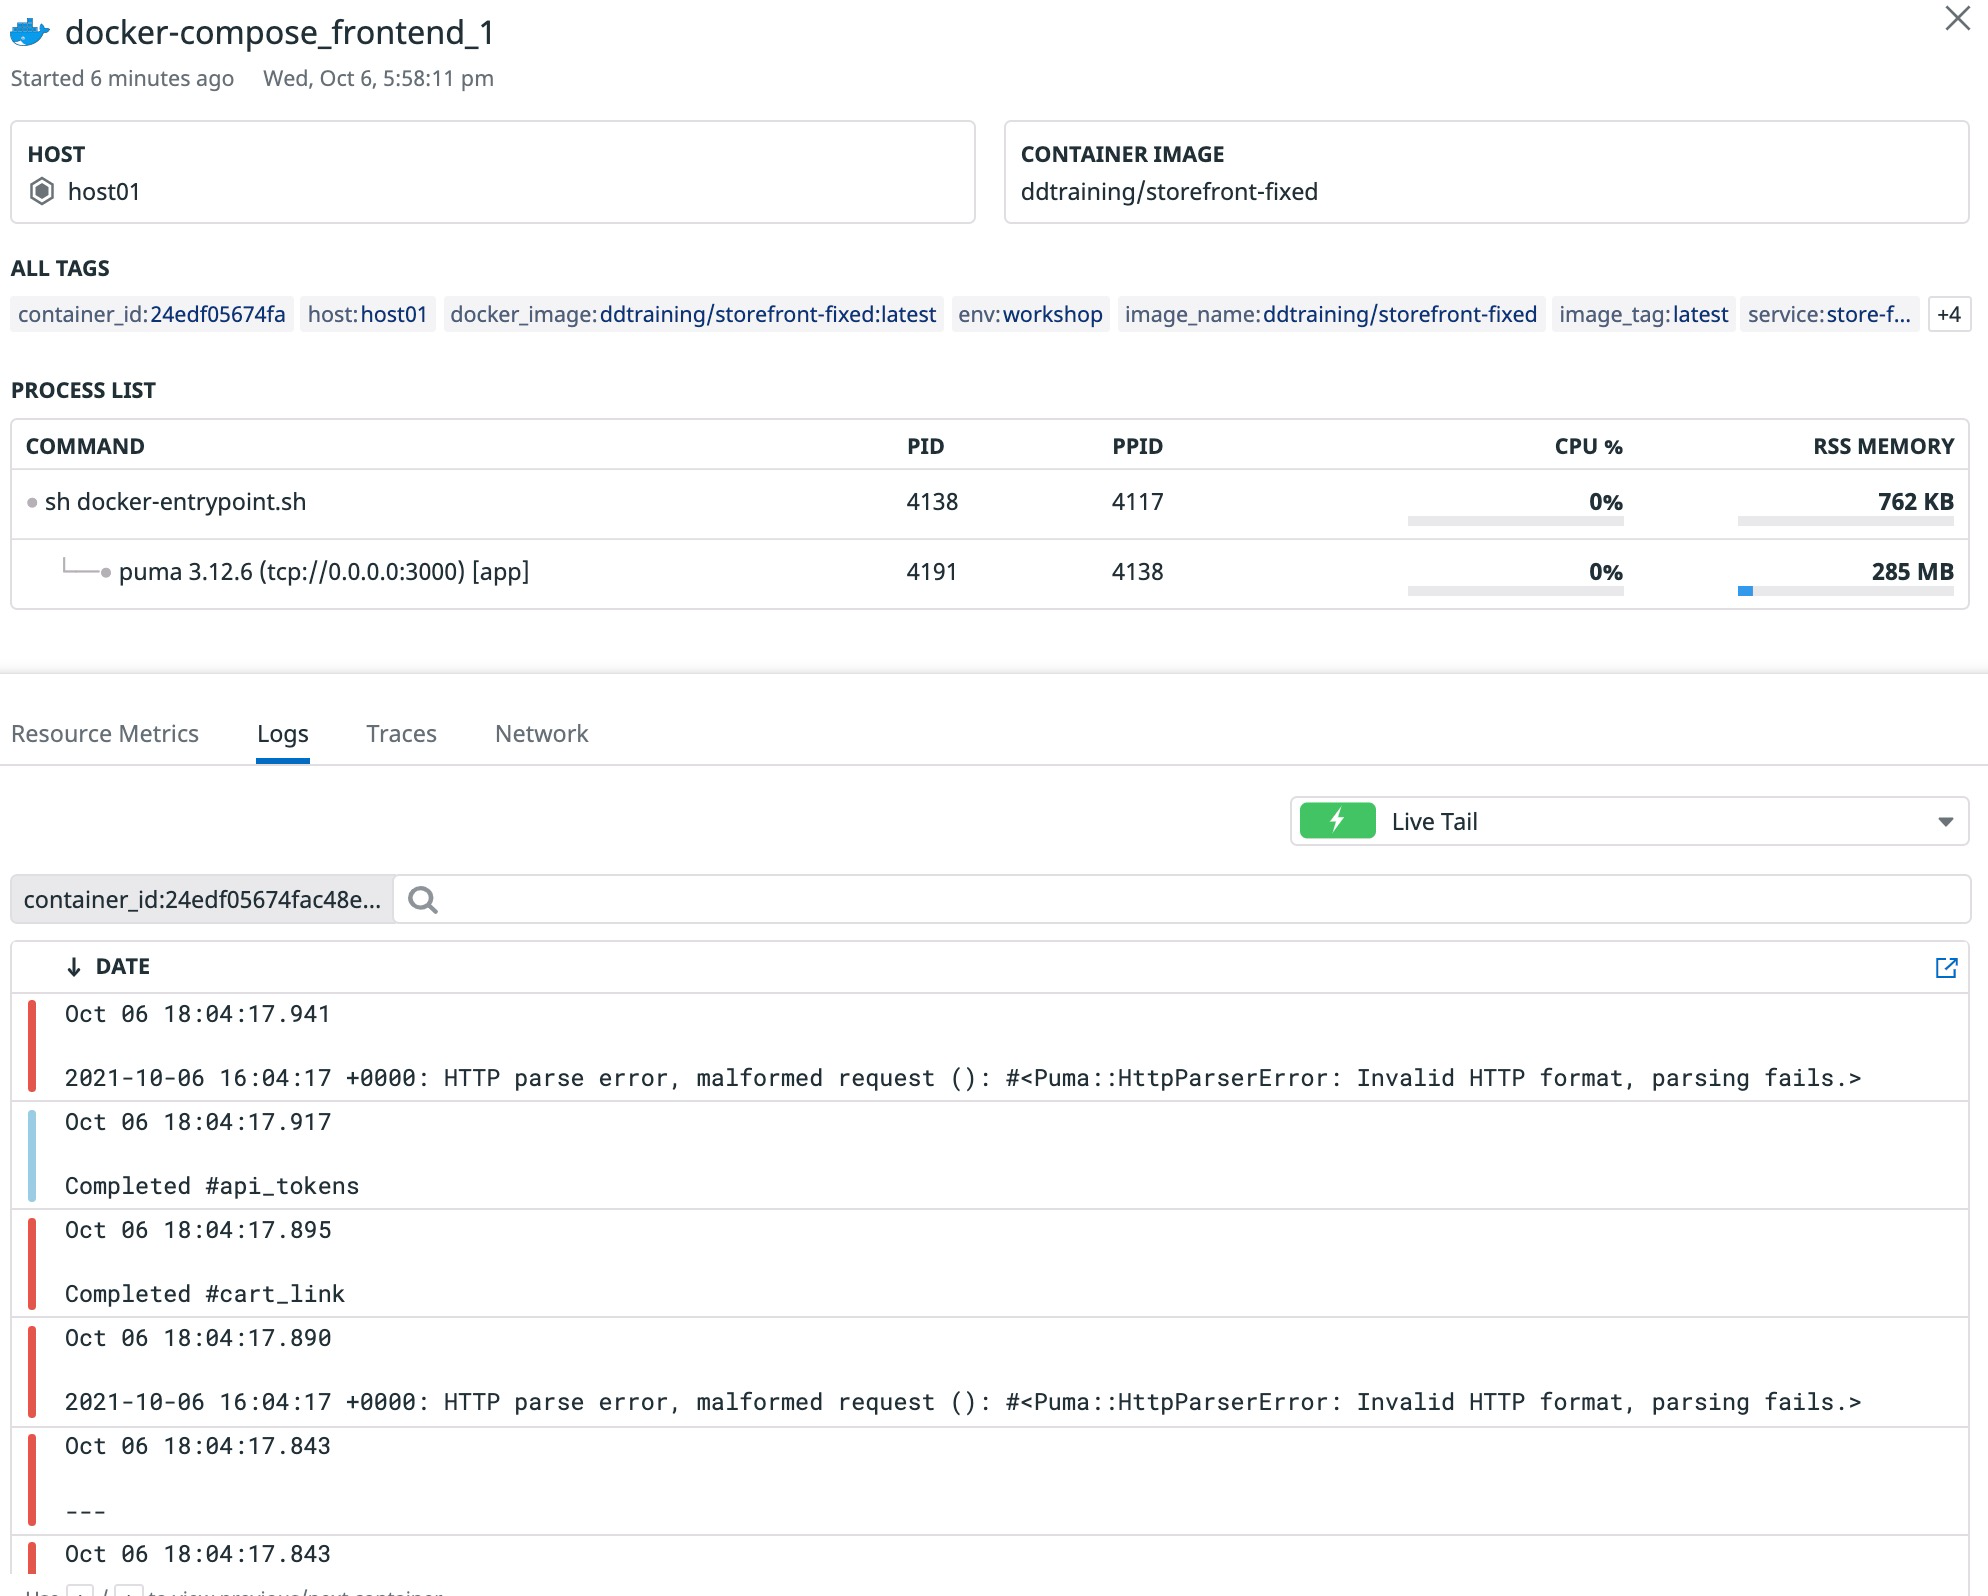 docker-compose_frontend_1
Started 6 minutes ago Wed, Oct 6, 5:58:11 pm
HOST
host01
CONTAINER IMAGE
ddtraining/storefront-fixed
ALL TAGS
container_id:24edf05674fa host:host01 docker_image:ddtraining/storefront-fixed:latest env:workshop image_name:ddtraining/storefront-fixed image_tag:latest service:store-f... +4
PROCESS LIST
COMMAND PID PPID CPU % RSS MEMORY
sh docker-entrypoint.sh 4138 4117 0% 762 KB
puma 3.12.6 (tcp://0.0.0.0:3000) [app] 4191 4138 0% 285 MB
Resource Metrics Logs Traces Network
Live Tail
container_id:24edf05674fac48e...
↓ DATE
Oct 06 18:04:17.941
2021-10-06 16:04:17 +0000: HTTP parse error, malformed request (): #<Puma::HttpParserError: Invalid HTTP format, parsing fails.>
Oct 06 18:04:17.917
Completed #api_tokens
Oct 06 18:04:17.895
Completed #cart_link
Oct 06 18:04:17.890
2021-10-06 16:04:17 +0000: HTTP parse error, malformed request (): #<Puma::HttpParserError: Invalid HTTP format, parsing fails.>
Oct 06 18:04:17.843
---
Oct 06 18:04:17.843
to view previous/next container